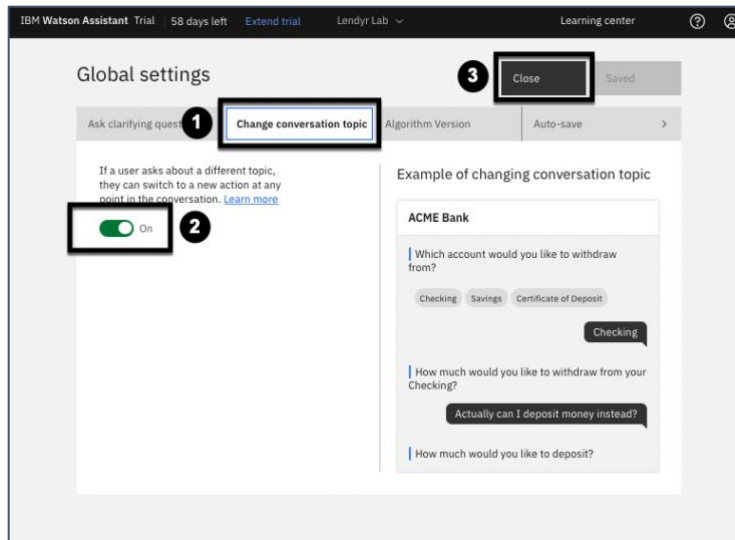 IBM Watson Assistant Trial 58 days left Extend trial Lendyr Lab Learning center
Global settings
3 Close Saved
Ask clarifying quest 1 Change conversation topic Algorithm Version Auto-save
If a user asks about a different topic,
they can switch to a new action at any
point in the conversation. Learn more
On 2
Example of changing conversation topic
ACME Bank
Which account would you like to withdraw
from?
Checking Savings Certificate of Deposit
Checking
How much would you like to withdraw from your
Checking?
Actually can I deposit money instead?
How much would you like to deposit?